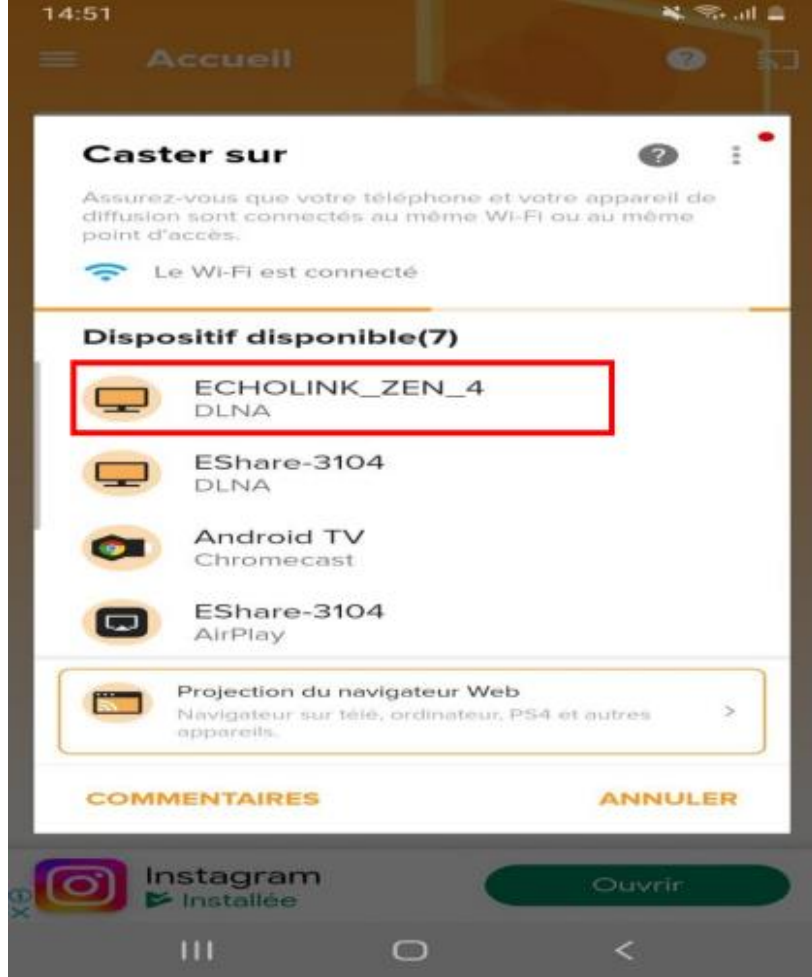 14:51
Accueil
?
Caster sur
?
Assurez-vous que votre téléphone et votre appareil de
diffusion sont connectés au même Wi-Fi ou au même
point d'accès.
Le Wi-Fi est connecté
Dispositif disponible(7)
ECHOLINK_ZEN_4
DLNA
EShare-3104
DLNA
Android TV
Chromecast
EShare-3104
AirPlay
Projection du navigateur Web
Navigateur sur télé, ordinateur, PS4 et autres
appareils.
COMMENTAIRES
ANNULER
Instagram
Installée
Ouvrir